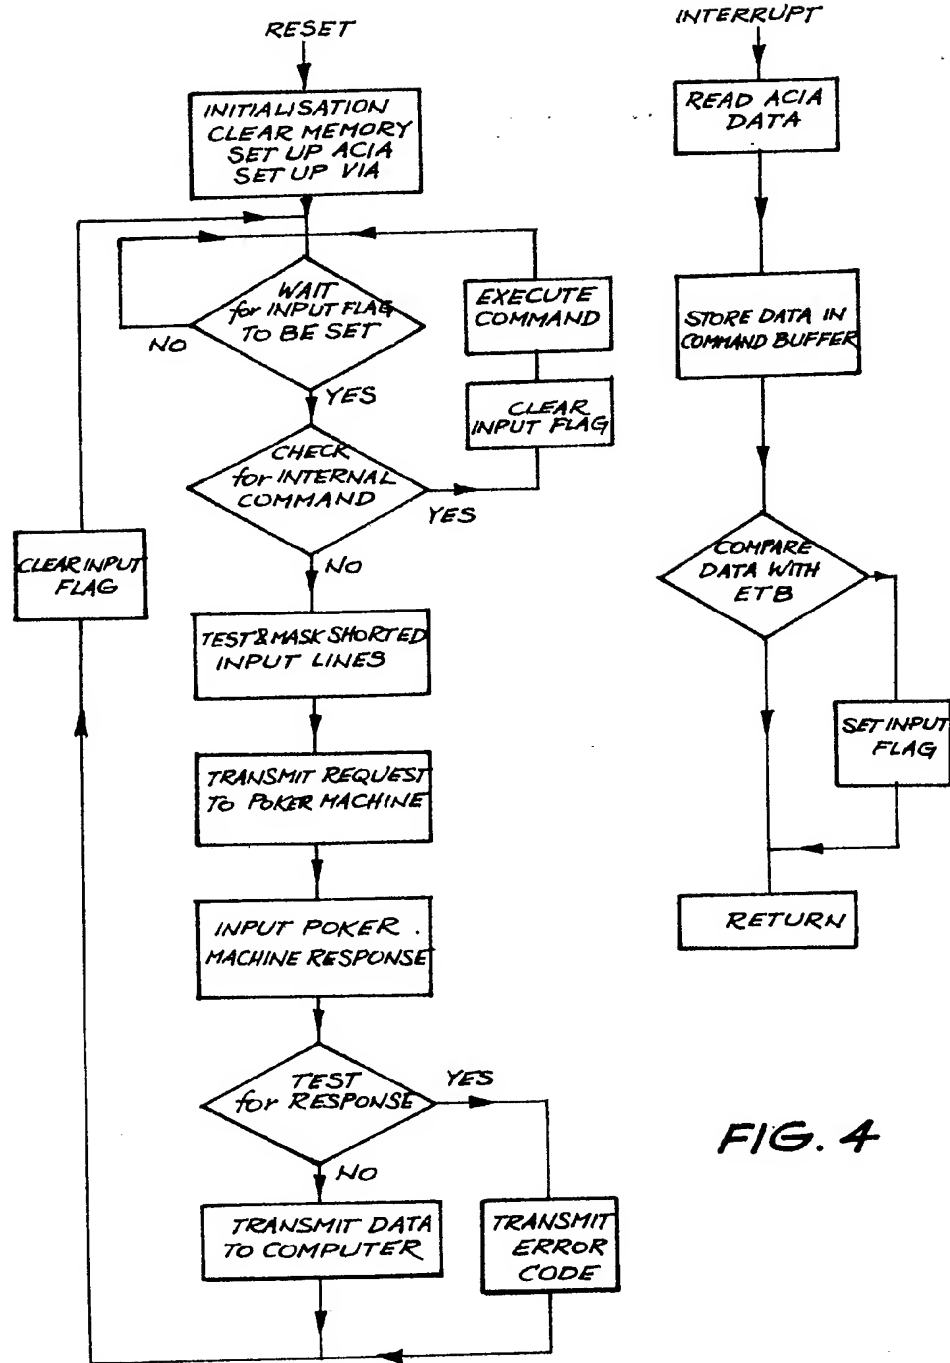 RESET
INITIALISATION
CLEAR MEMORY
SET UP ACIA
SET UP VIA
WAIT
for INPUT FLAG
TO BE SET
NO
YES
EXECUTE
COMMAND
CLEAR
INPUT FLAG
CHECK
for INTERNAL
COMMAND
YES
NO
CLEAR INPUT
FLAG
TEST & MASK SHORTED
INPUT LINES
TRANSMIT REQUEST
TO POKER MACHINE
INPUT POKER
MACHINE RESPONSE
TEST
for RESPONSE
YES
NO
TRANSMIT DATA
TO COMPUTER
TRANSMIT
ERROR
CODE
INTERRUPT
READ ACIA
DATA
STORE DATA IN
COMMAND BUFFER
COMPARE
DATA WITH
ETB
SET INPUT
FLAG
RETURN
FIG. 4